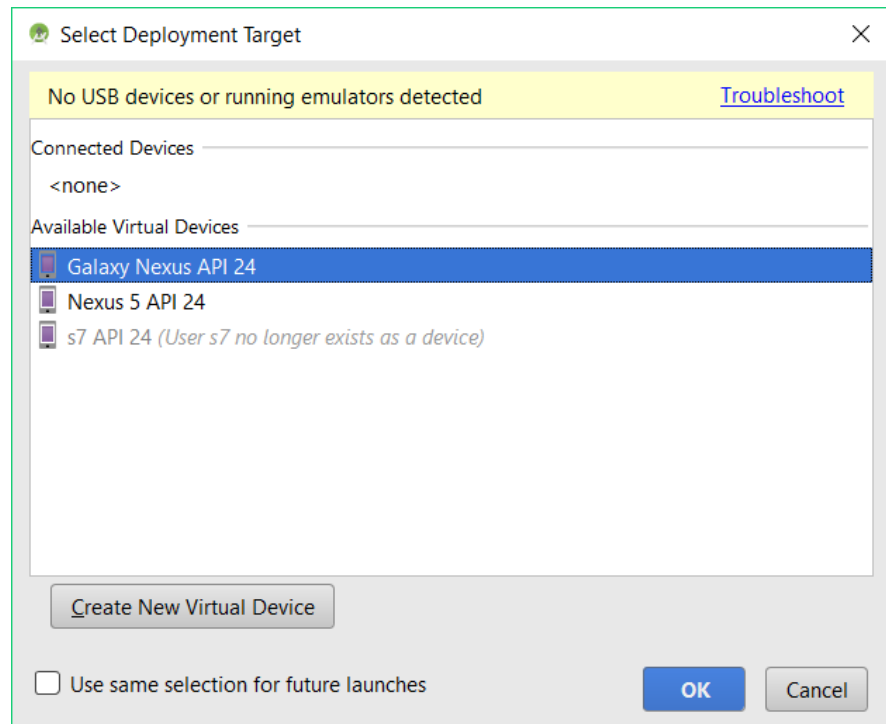 Select Deployment Target
No USB devices or running emulators detected Troubleshoot
Connected Devices
<none>
Available Virtual Devices
Galaxy Nexus API 24
Nexus 5 API 24
s7 API 24 (User s7 no longer exists as a device)
Create New Virtual Device
Use same selection for future launches
OK Cancel